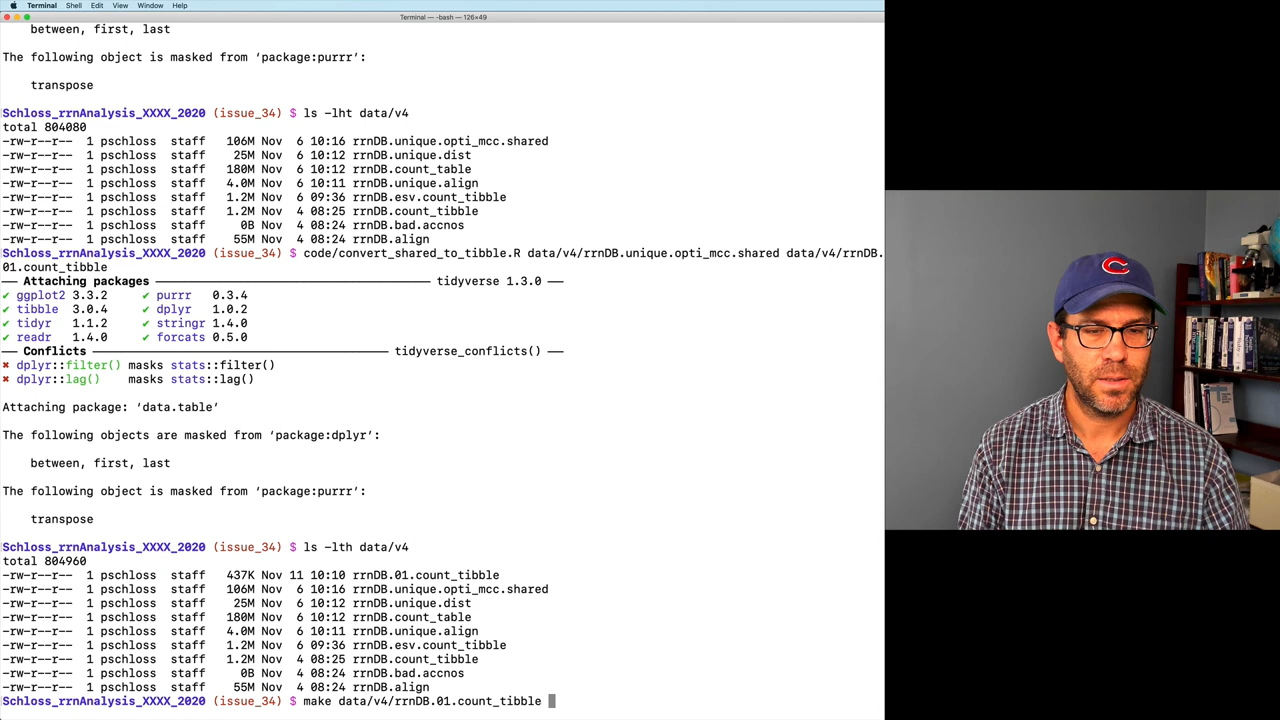 Terminal Shell Edit View Window Help
Terminal — -bash — 126×49
between, first, last
The following object is masked from ‘package:purrr’:
transpose
Schloss_rrnAnalysis_XXXX_2020 (issue_34) $ ls -lht data/v4
total 804080
-rw-r--r-- 1 pschloss staff 106M Nov 6 10:16 rrnDB.unique.opti_mcc.shared
-rw-r--r-- 1 pschloss staff 25M Nov 6 10:12 rrnDB.unique.dist
-rw-r--r-- 1 pschloss staff 180M Nov 6 10:12 rrnDB.count_table
-rw-r--r-- 1 pschloss staff 4.0M Nov 6 10:11 rrnDB.unique.align
-rw-r--r-- 1 pschloss staff 1.2M Nov 6 09:36 rrnDB.esv.count_tibble
-rw-r--r-- 1 pschloss staff 1.2M Nov 4 08:25 rrnDB.count_tibble
-rw-r--r-- 1 pschloss staff 0B Nov 4 08:24 rrnDB.bad.accnos
-rw-r--r-- 1 pschloss staff 55M Nov 4 08:24 rrnDB.align
Schloss_rrnAnalysis_XXXX_2020 (issue_34) $ code/convert_shared_to_tibble.R data/v4/rrnDB.unique.opti_mcc.shared data/v4/rrnDB.
01.count_tibble
── Attaching packages ─────────────────── tidyverse 1.3.0 ──
✔ ggplot2 3.3.2 ✔ purrr 0.3.4
✔ tibble 3.0.4 ✔ dplyr 1.0.2
✔ tidyr 1.1.2 ✔ stringr 1.4.0
✔ readr 1.4.0 ✔ forcats 0.5.0
── Conflicts ─────────────────── tidyverse_conflicts() ──
✖ dplyr::filter() masks stats::filter()
✖ dplyr::lag() masks stats::lag()
Attaching package: ‘data.table’
The following objects are masked from ‘package:dplyr’:
between, first, last
The following object is masked from ‘package:purrr’:
transpose
Schloss_rrnAnalysis_XXXX_2020 (issue_34) $ ls -lth data/v4
total 804960
-rw-r--r-- 1 pschloss staff 437K Nov 11 10:10 rrnDB.01.count_tibble
-rw-r--r-- 1 pschloss staff 106M Nov 6 10:16 rrnDB.unique.opti_mcc.shared
-rw-r--r-- 1 pschloss staff 25M Nov 6 10:12 rrnDB.unique.dist
-rw-r--r-- 1 pschloss staff 180M Nov 6 10:12 rrnDB.count_table
-rw-r--r-- 1 pschloss staff 4.0M Nov 6 10:11 rrnDB.unique.align
-rw-r--r-- 1 pschloss staff 1.2M Nov 6 09:36 rrnDB.esv.count_tibble
-rw-r--r-- 1 pschloss staff 1.2M Nov 4 08:25 rrnDB.count_tibble
-rw-r--r-- 1 pschloss staff 0B Nov 4 08:24 rrnDB.bad.accnos
-rw-r--r-- 1 pschloss staff 55M Nov 4 08:24 rrnDB.align
Schloss_rrnAnalysis_XXXX_2020 (issue_34) $ make data/v4/rrnDB.01.count_tibble